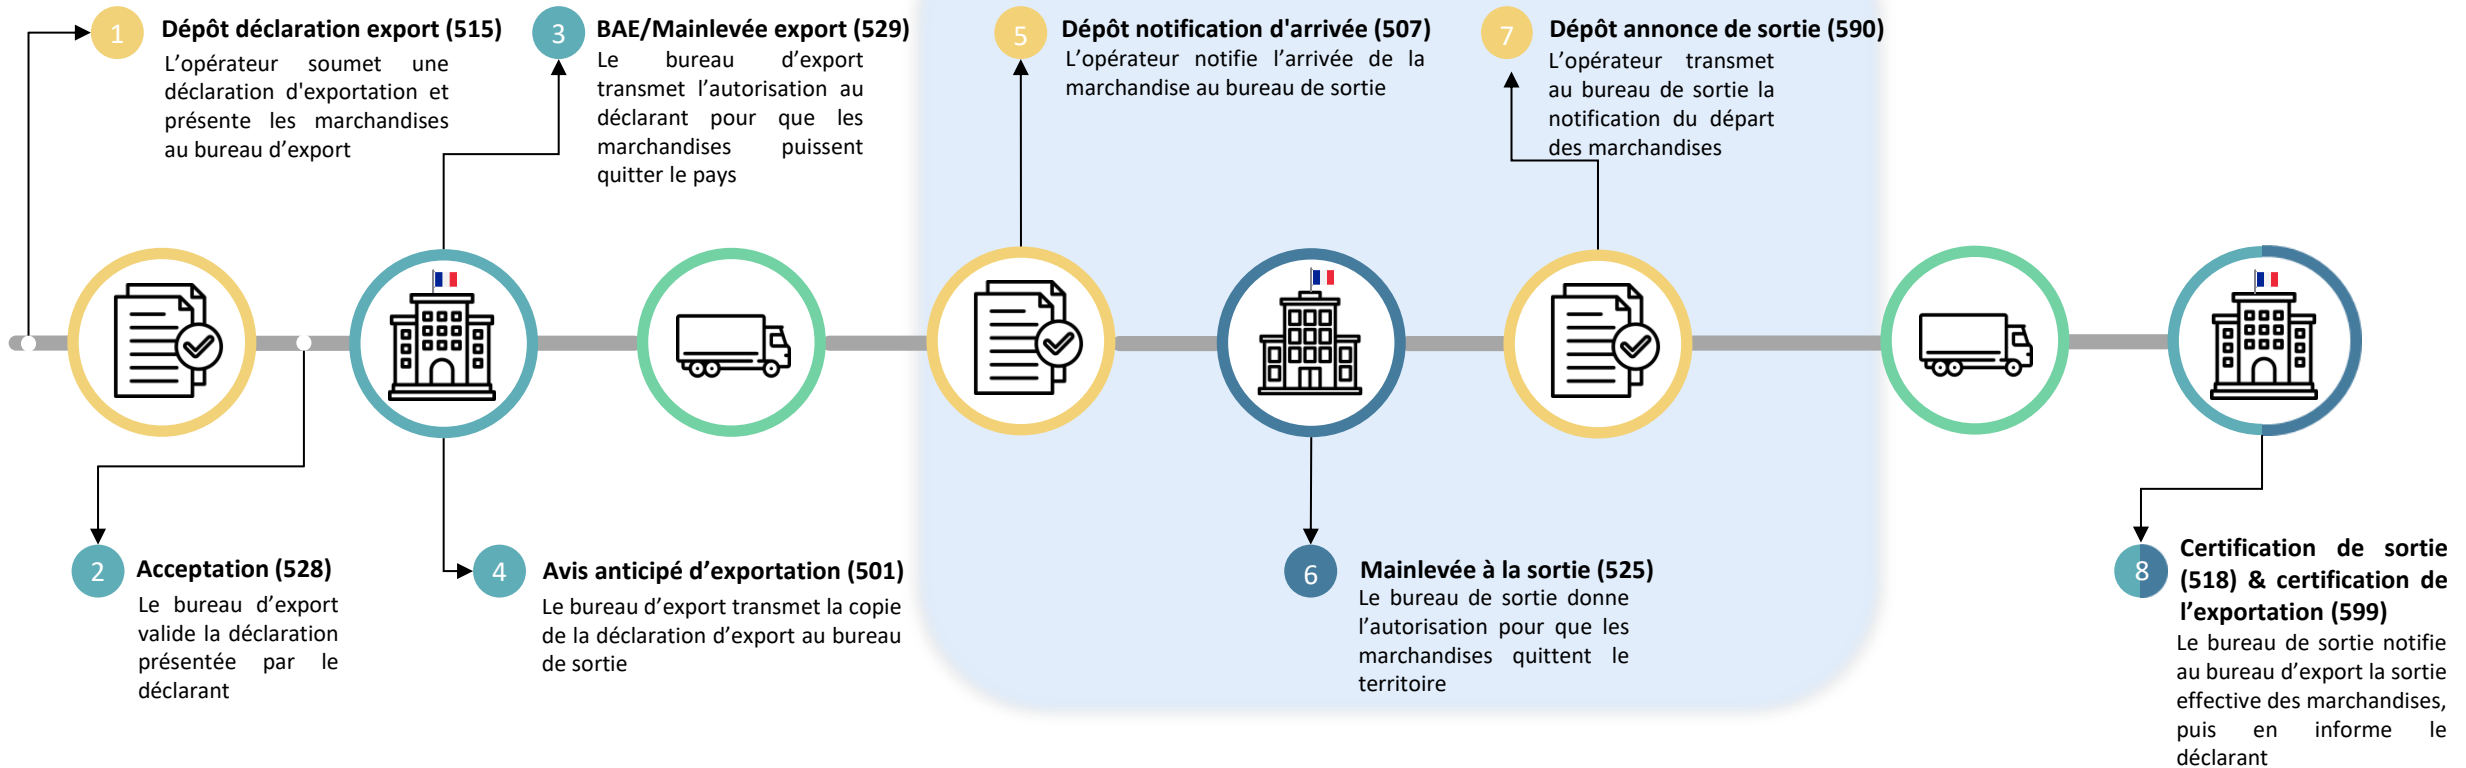 1
Dépôt déclaration export (515)
L’opérateur soumet une
déclaration d'exportation et
présente les marchandises
au bureau d’export
3
BAE/Mainlevée export (529)
Le bureau d’export
transmet l’autorisation au
déclarant pour que les
marchandises puissent
quitter le pays
5
Dépôt notification d'arrivée (507)
L’opérateur notifie l’arrivée de la
marchandise au bureau de sortie
7
Dépôt annonce de sortie (590)
L’opérateur transmet
au bureau de sortie la
notification du départ
des marchandises
2
Acceptation (528)
Le bureau d’export
valide la déclaration
présentée par le
déclarant
4
Avis anticipé d’exportation (501)
Le bureau d’export transmet la copie
de la déclaration d’export au bureau
de sortie
6
Mainlevée à la sortie (525)
Le bureau de sortie donne
l’autorisation pour que les
marchandises quittent le
territoire
8
Certification de sortie
(518) & certification de
l’exportation (599)
Le bureau de sortie notifie
au bureau d’export la sortie
effective des marchandises,
puis en informe le
déclarant